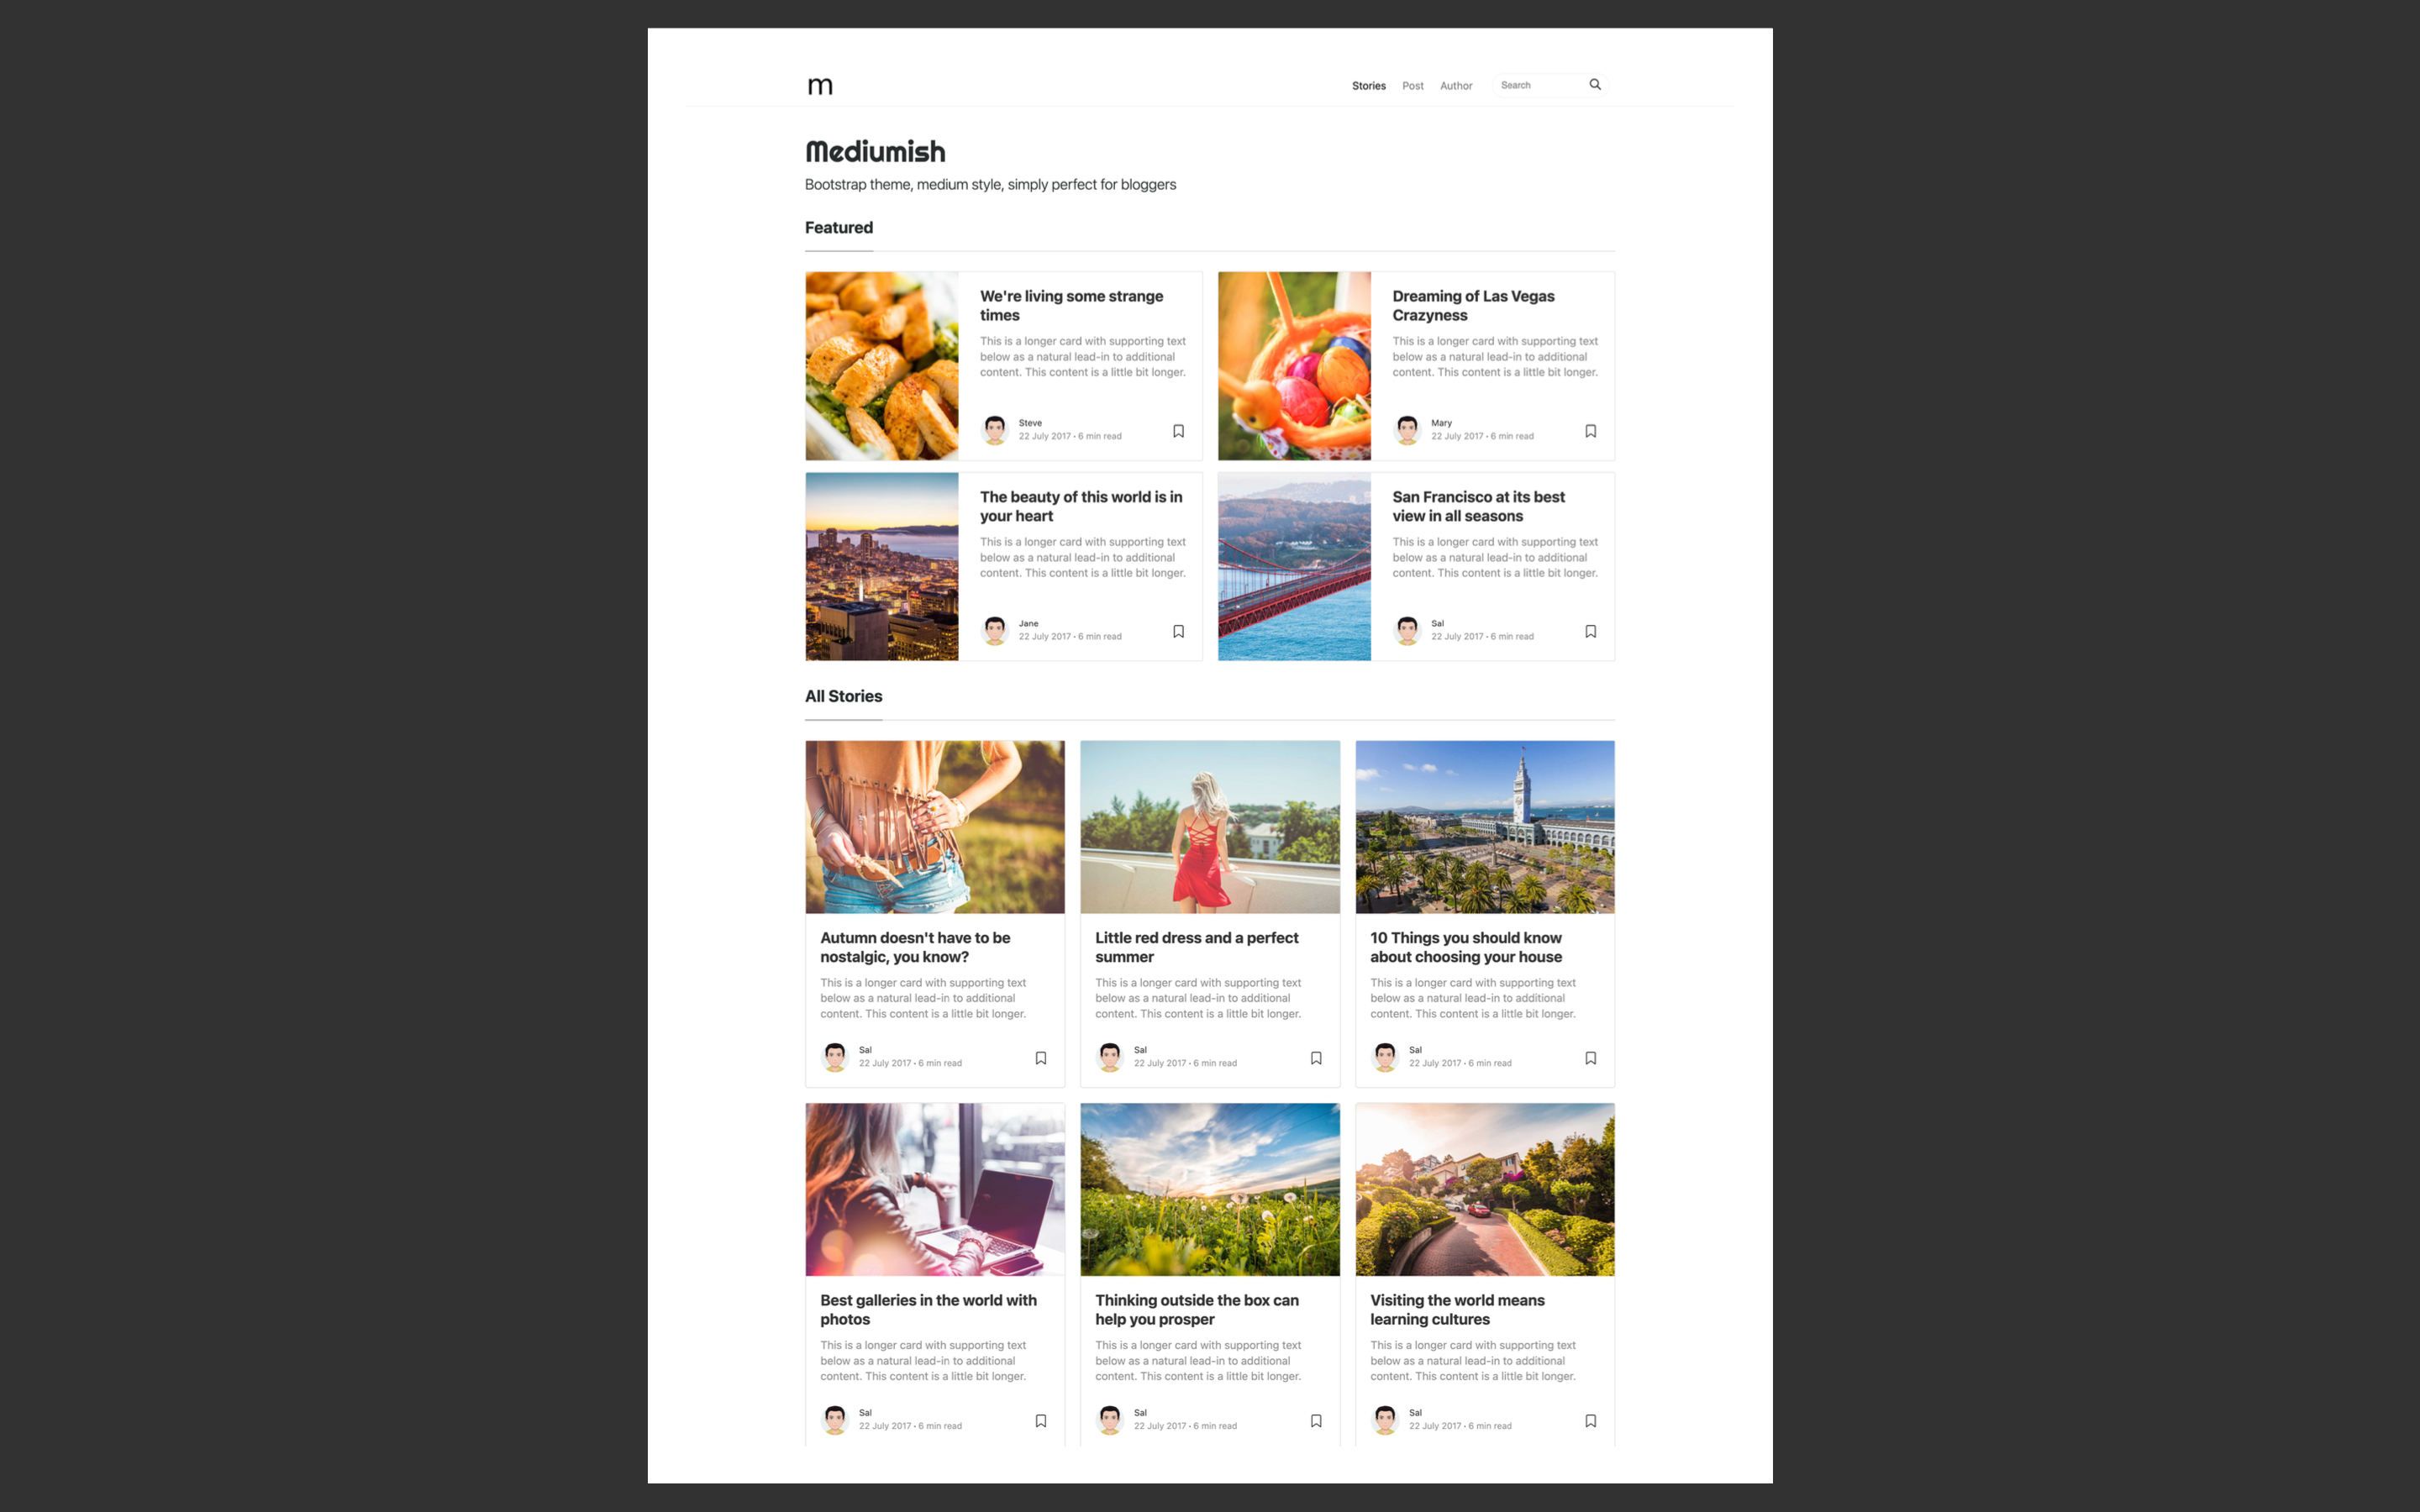 m
Stories
Post
Author
Search
Mediumish
Bootstrap theme, medium style, simply perfect for bloggers
Featured
We're living some strange
times
This is a longer card with supporting text
below as a natural lead-in to additional
content. This content is a little bit longer.
Steve
22 July 2017 · 6 min read
Dreaming of Las Vegas
Crazyness
This is a longer card with supporting text
below as a natural lead-in to additional
content. This content is a little bit longer.
Mary
22 July 2017 · 6 min read
The beauty of this world is in
your heart
This is a longer card with supporting text
below as a natural lead-in to additional
content. This content is a little bit longer.
Jane
22 July 2017 · 6 min read
San Francisco at its best
view in all seasons
This is a longer card with supporting text
below as a natural lead-in to additional
content. This content is a little bit longer.
Sal
22 July 2017 · 6 min read
All Stories
Autumn doesn't have to be
nostalgic, you know?
This is a longer card with supporting text
below as a natural lead-in to additional
content. This content is a little bit longer.
Sal
22 July 2017 · 6 min read
Little red dress and a perfect
summer
This is a longer card with supporting text
below as a natural lead-in to additional
content. This content is a little bit longer.
Sal
22 July 2017 · 6 min read
10 Things you should know
about choosing your house
This is a longer card with supporting text
below as a natural lead-in to additional
content. This content is a little bit longer.
Sal
22 July 2017 · 6 min read
Best galleries in the world with
photos
This is a longer card with supporting text
below as a natural lead-in to additional
content. This content is a little bit longer.
Sal
22 July 2017 · 6 min read
Thinking outside the box can
help you prosper
This is a longer card with supporting text
below as a natural lead-in to additional
content. This content is a little bit longer.
Sal
22 July 2017 · 6 min read
Visiting the world means
learning cultures
This is a longer card with supporting text
below as a natural lead-in to additional
content. This content is a little bit longer.
Sal
22 July 2017 · 6 min read